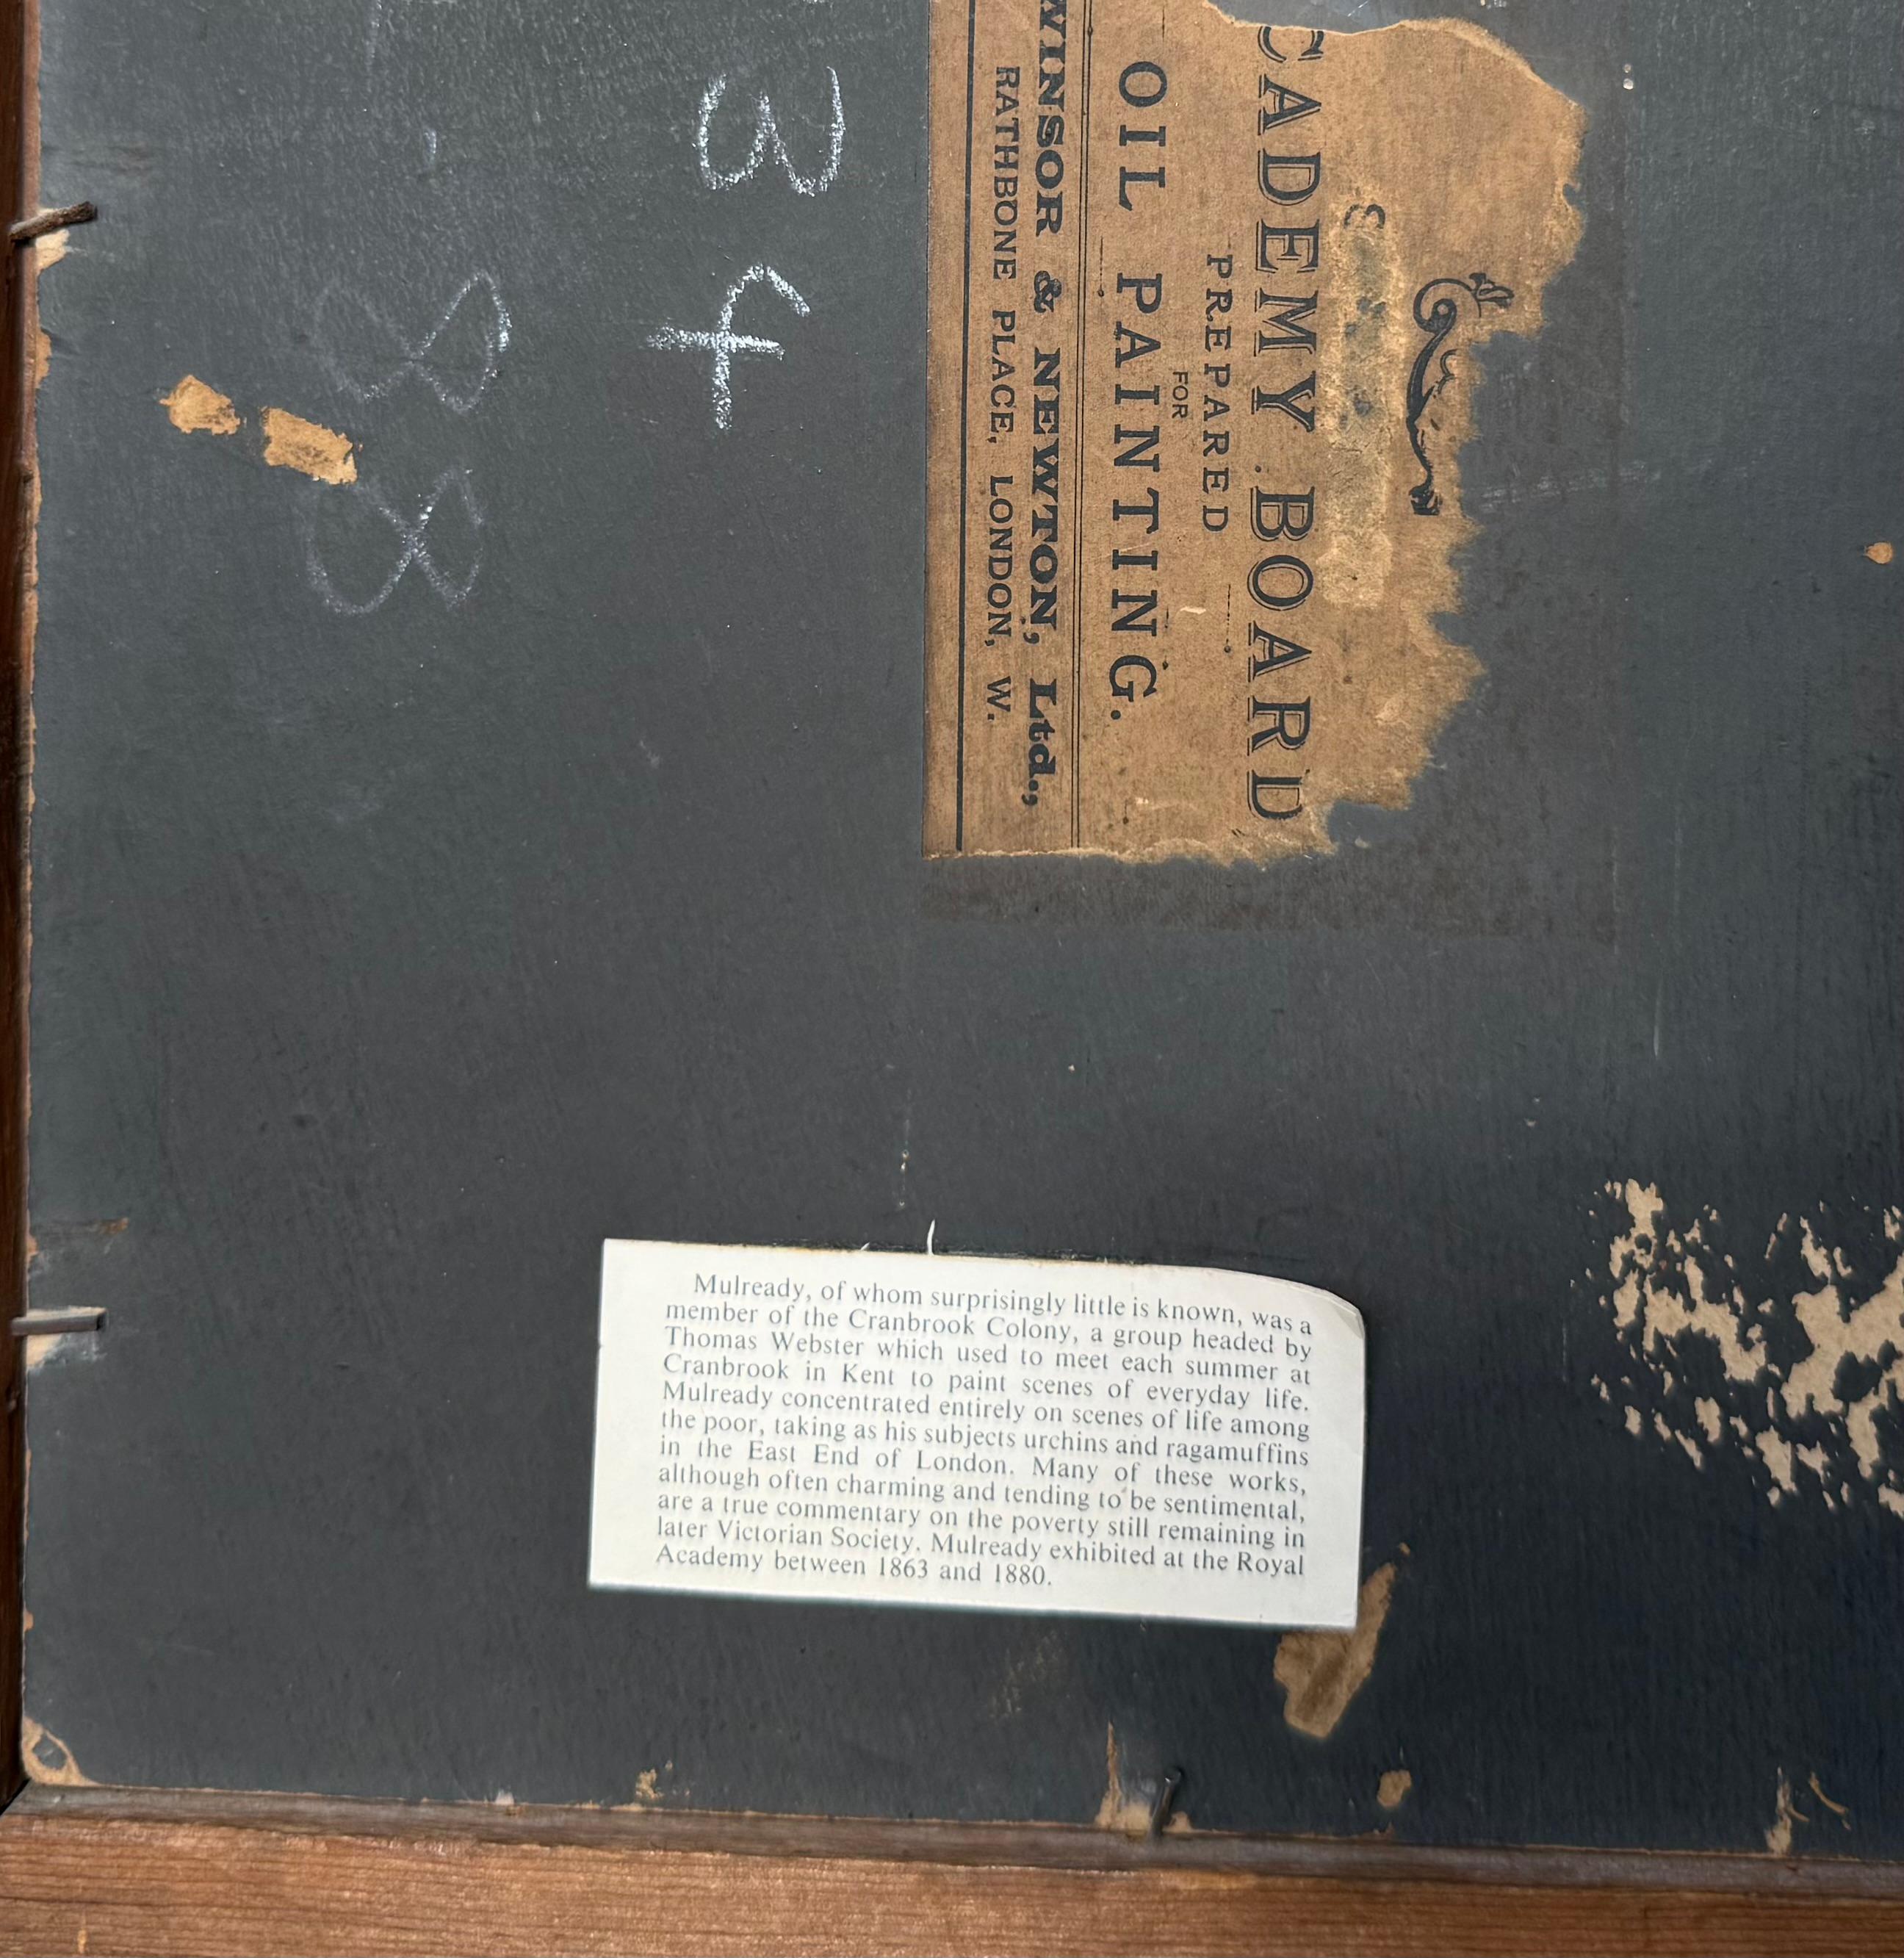 CADEMY BOARD
PREPARED
FOR
OIL PAINTING.
WINSOR & NEWTON, Ltd.,
RATHBONE PLACE, LONDON, W.
3 4
8 8
Mulready, of whom surprisingly little is known, was a
member of the Cranbrook Colony, a group headed by
Thomas Webster which used to meet each summer at
Cranbrook in Kent to paint scenes of everyday life.
Mulready concentrated entirely on scenes of life among
the poor, taking as his subjects urchins and ragamuffins
in the East End of London. Many of these works,
although often charming and tending to be sentimental,
are a true commentary on the poverty still remaining in
later Victorian Society. Mulready exhibited at the Royal
Academy between 1863 and 1880.